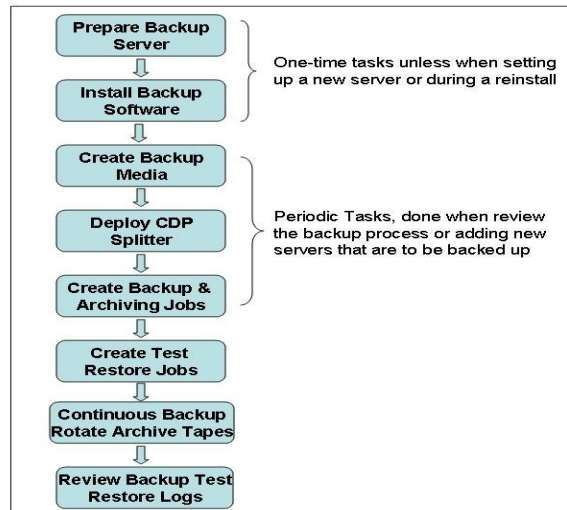 Prepare Backup
Server
One-time tasks unless when setting
up a new server or during a reinstall
Install Backup
Software
Create Backup
Media
Deploy CDP
Splitter
Periodic Tasks, done when review
the backup process or adding new
servers that are to be backed up
Create Backup &
Archiving Jobs
Create Test
Restore Jobs
Continuous Backup
Rotate Archive Tapes
Review Backup Test
Restore Logs